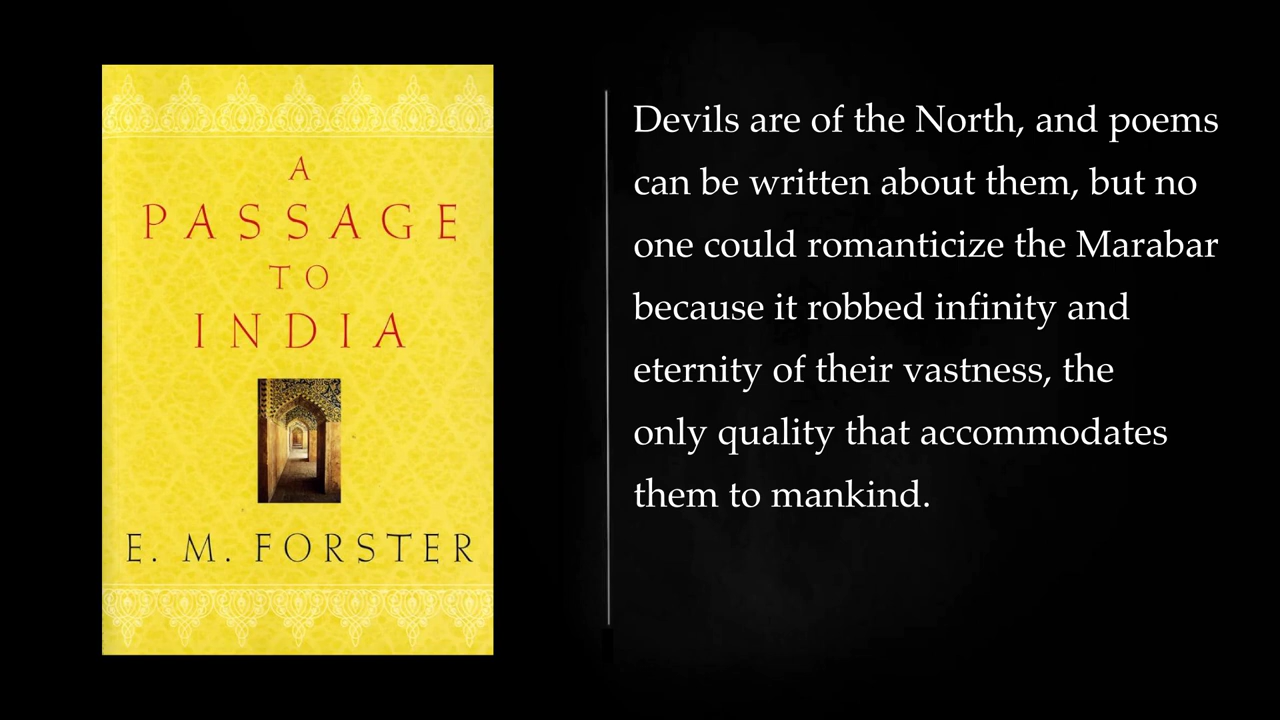 A
PASSAGE
TO
INDIA
E. M. FORSTER
Devils are of the North, and poems
can be written about them, but no
one could romanticize the Marabar
because it robbed infinity and
eternity of their vastness, the
only quality that accommodates
them to mankind.